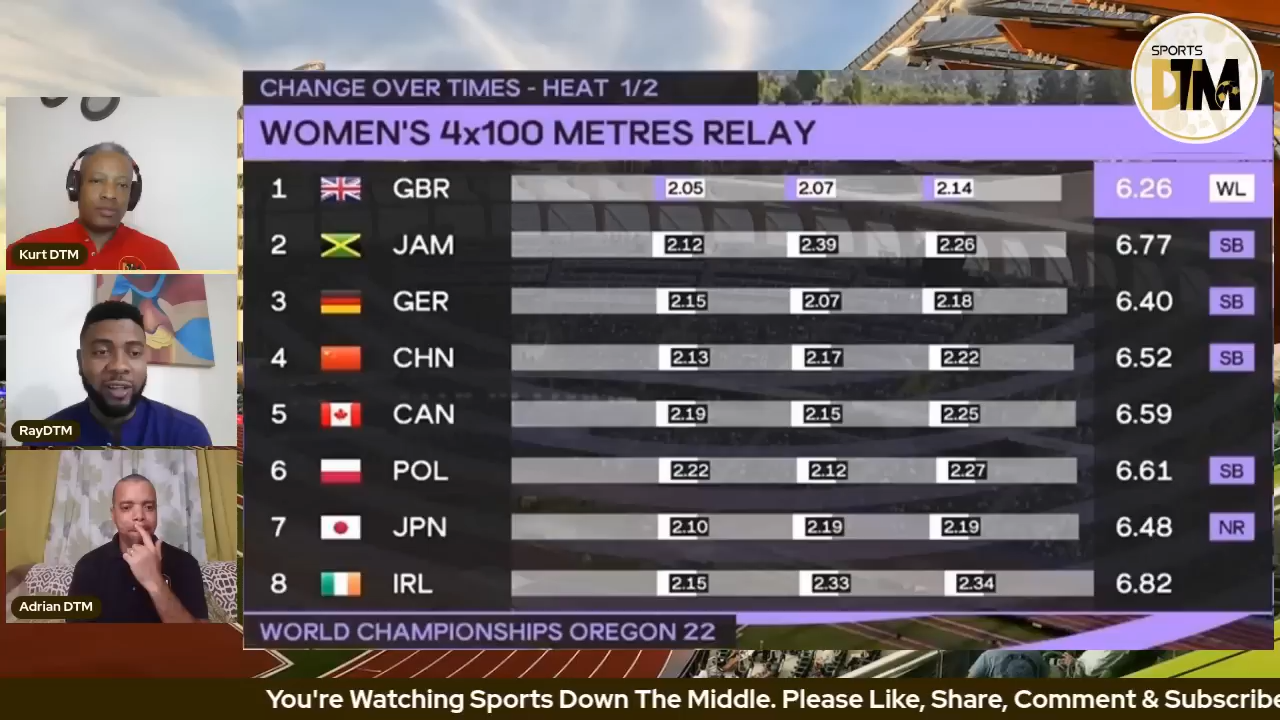 SPORTS
DTM
CHANGE OVER TIMES - HEAT 1/2
WOMEN'S 4x100 METRES RELAY
1 GBR 2.05 2.07 2.14 6.26 WL
2 JAM 2.12 2.39 2.26 6.77 SB
3 GER 2.15 2.07 2.18 6.40 SB
4 CHN 2.13 2.17 2.22 6.52 SB
5 CAN 2.19 2.15 2.25 6.59
6 POL 2.22 2.12 2.27 6.61 SB
7 JPN 2.10 2.19 2.19 6.48 NR
8 IRL 2.15 2.33 2.34 6.82
WORLD CHAMPIONSHIPS OREGON 22
Kurt DTM
RayDTM
Adrian DTM
You're Watching Sports Down The Middle. Please Like, Share, Comment & Subscribe